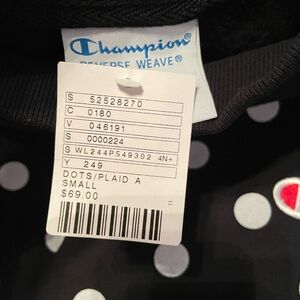 Champion®
REVERSE WEAVE®
S 52528270
C 0180
V 046191
S 0000224
S WL244P549302 4N+
Y 249
DOTS/PLAID A
SMALL
$69.00